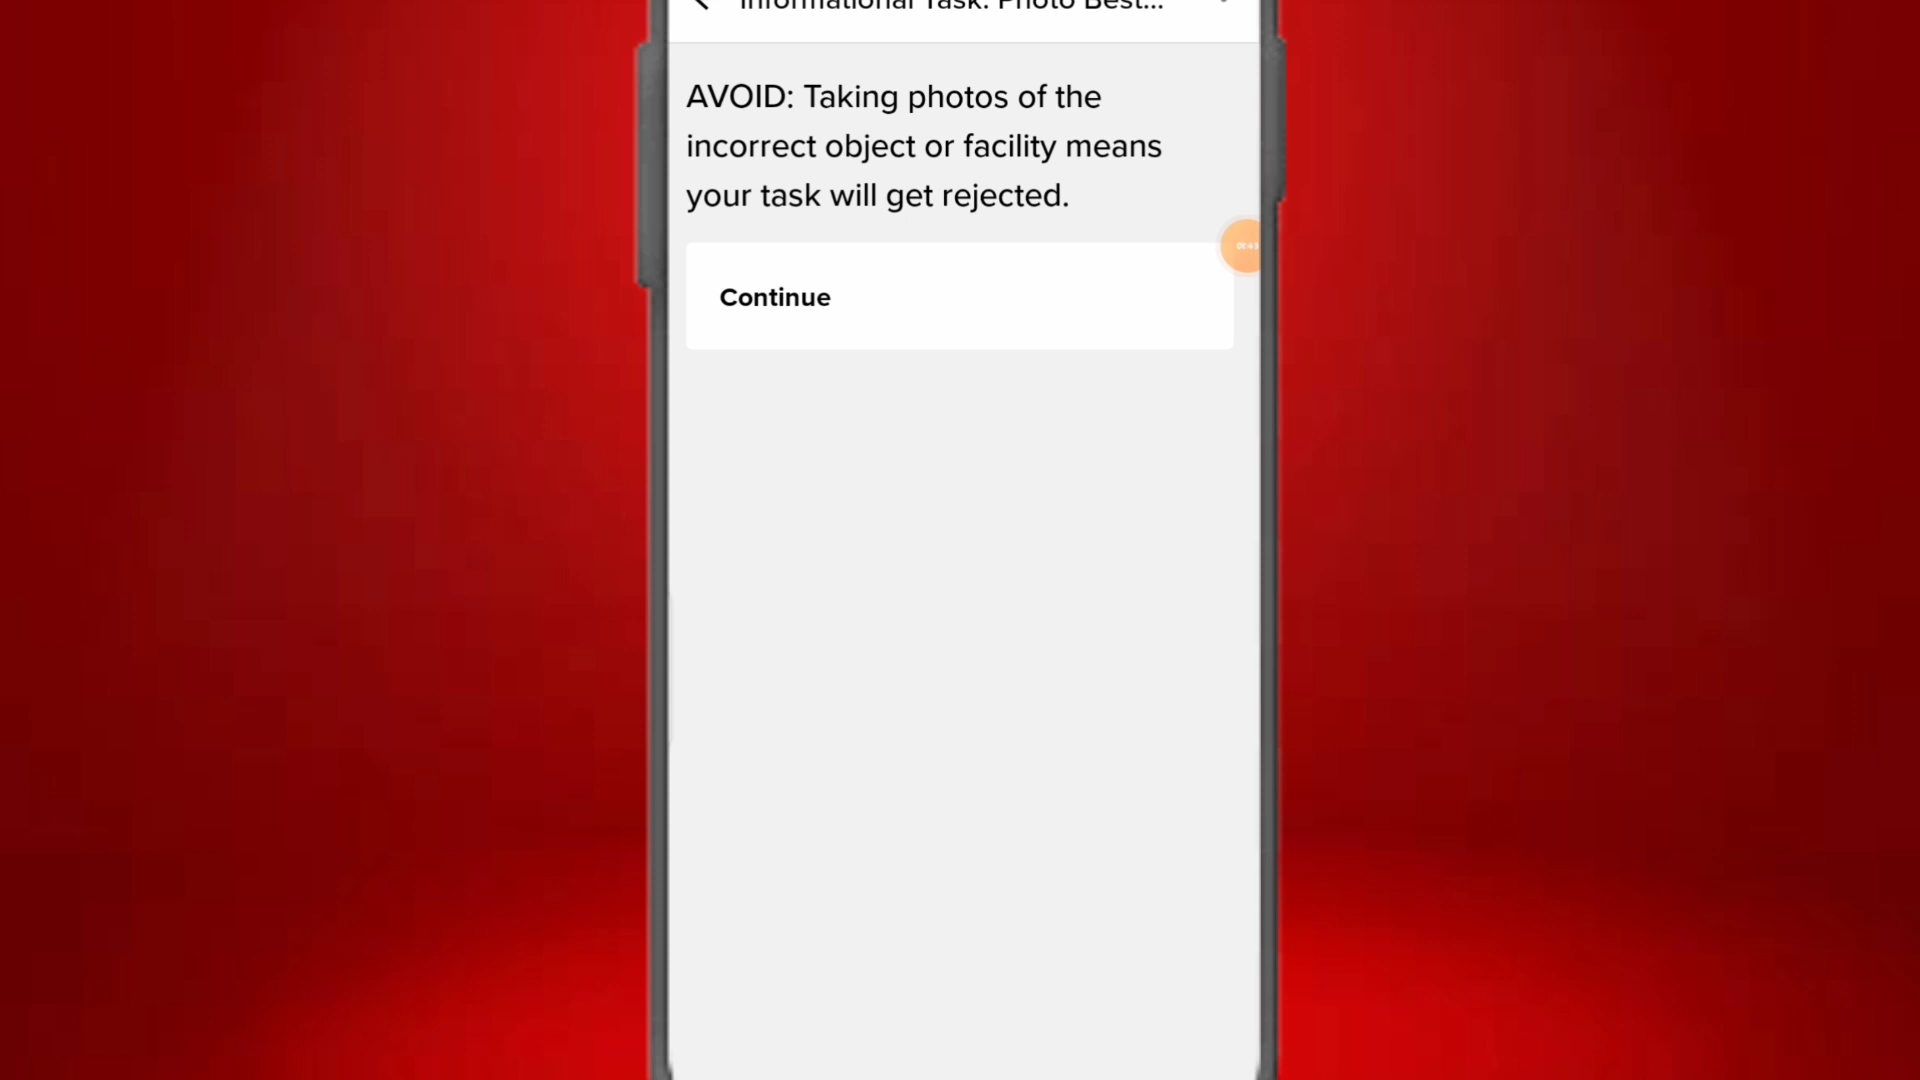 Informational Task: Photo Best...
AVOID: Taking photos of the
incorrect object or facility means
your task will get rejected.
Continue